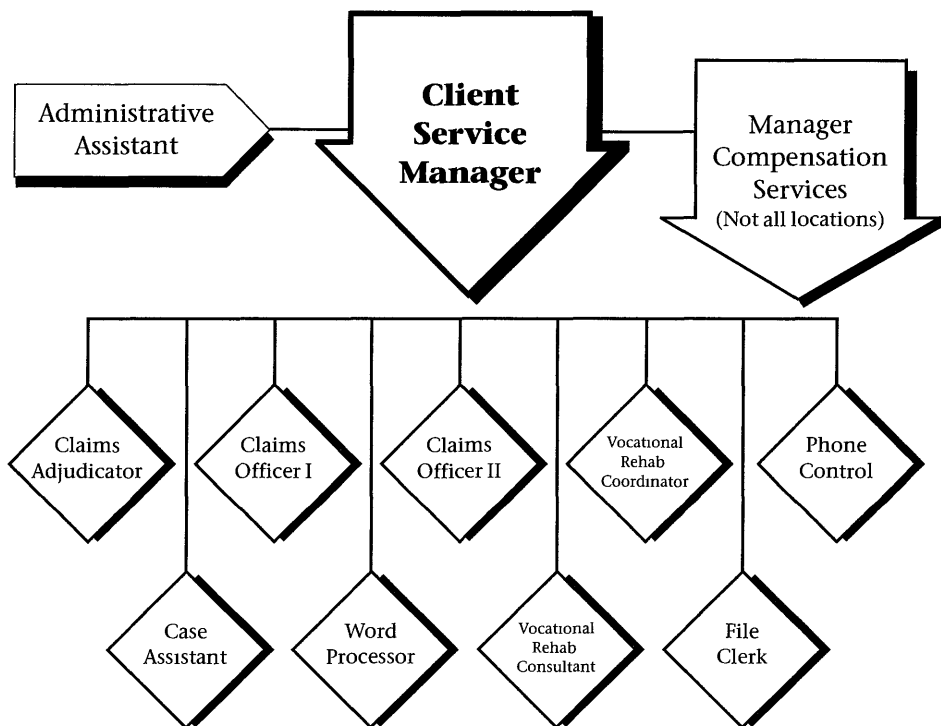 Administrative
Assistant
Client
Service
Manager
Manager
Compensation
Services
(Not all locations)
Claims
Adjudicator
Claims
Officer I
Claims
Officer II
Vocational
Rehab
Coordinator
Phone
Control
Case
Assistant
Word
Processor
Vocational
Rehab
Consultant
File
Clerk